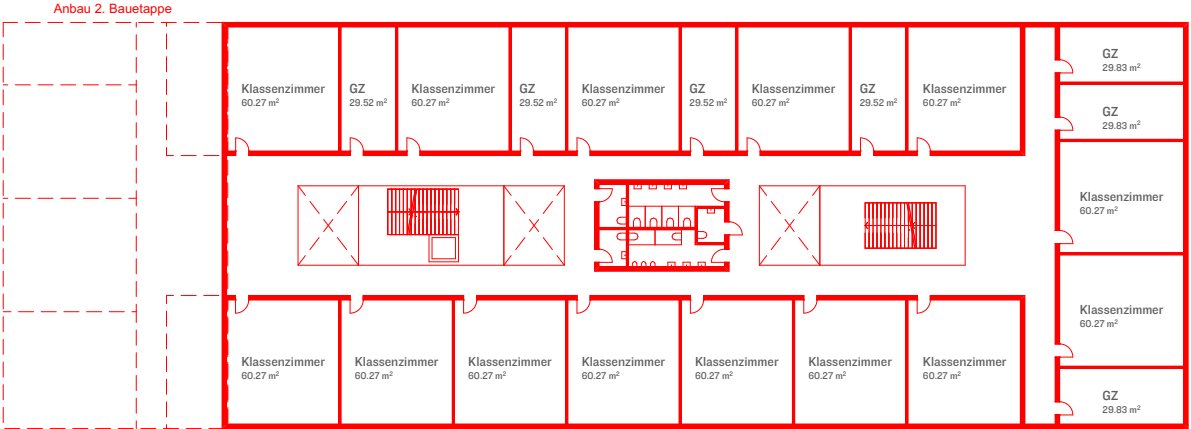 Anbau 2. Bauetappe
Klassenzimmer
60.27 m²
GZ
29.52 m²
Klassenzimmer
60.27 m²
GZ
29.52 m²
Klassenzimmer
60.27 m²
GZ
29.52 m²
Klassenzimmer
60.27 m²
GZ
29.52 m²
Klassenzimmer
60.27 m²
GZ
29.83 m²
GZ
29.83 m²
Klassenzimmer
60.27 m²
Klassenzimmer
60.27 m²
GZ
29.83 m²
Klassenzimmer
60.27 m²
Klassenzimmer
60.27 m²
Klassenzimmer
60.27 m²
Klassenzimmer
60.27 m²
Klassenzimmer
60.27 m²
Klassenzimmer
60.27 m²
Klassenzimmer
60.27 m²